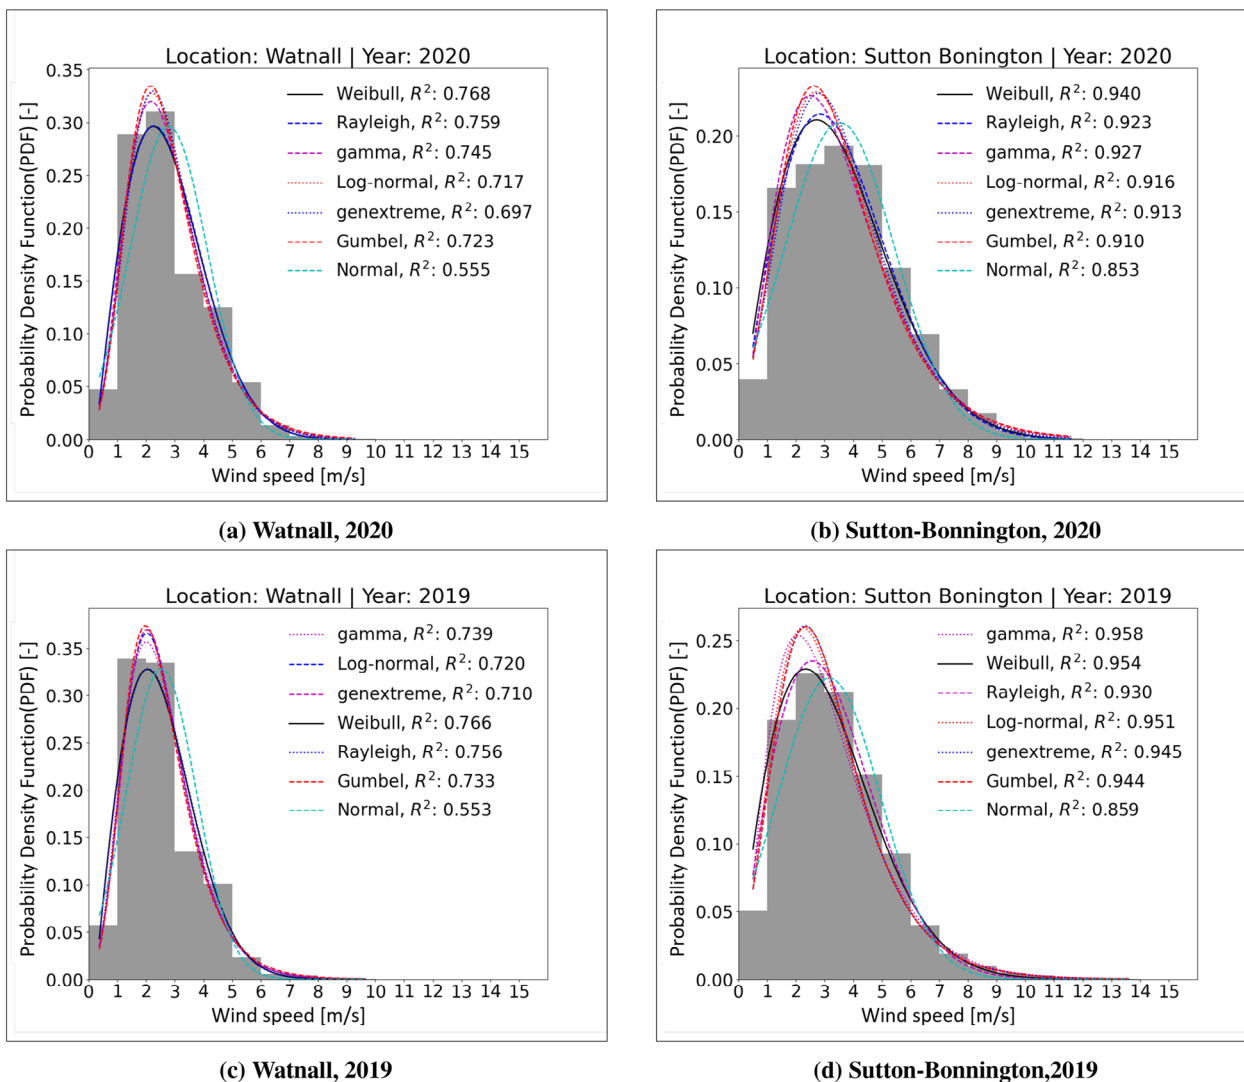 Location: Watnall | Year: 2020
Probability Density Function(PDF) [-]
0.35
0.30
0.25
0.20
0.15
0.10
0.05
0.00
Weibull, R²: 0.768
Rayleigh, R²: 0.759
gamma, R²: 0.745
Log-normal, R²: 0.717
genextreme, R²: 0.697
Gumbel, R²: 0.723
Normal, R²: 0.555
0 1 2 3 4 5 6 7 8 9 10 11 12 13 14 15
Wind speed [m/s]
(a) Watnall, 2020
Location: Sutton Bonington | Year: 2020
Probability Density Function(PDF) [-]
0.20
0.15
0.10
0.05
0.00
Weibull, R²: 0.940
Rayleigh, R²: 0.923
gamma, R²: 0.927
Log-normal, R²: 0.916
genextreme, R²: 0.913
Gumbel, R²: 0.910
Normal, R²: 0.853
0 1 2 3 4 5 6 7 8 9 10 11 12 13 14 15
Wind speed [m/s]
(b) Sutton-Bonnington, 2020
Location: Watnall | Year: 2019
Probability Density Function(PDF) [-]
0.35
0.30
0.25
0.20
0.15
0.10
0.05
0.00
gamma, R²: 0.739
Log-normal, R²: 0.720
genextreme, R²: 0.710
Weibull, R²: 0.766
Rayleigh, R²: 0.756
Gumbel, R²: 0.733
Normal, R²: 0.553
0 1 2 3 4 5 6 7 8 9 10 11 12 13 14 15
Wind speed [m/s]
(c) Watnall, 2019
Location: Sutton Bonington | Year: 2019
Probability Density Function(PDF) [-]
0.25
0.20
0.15
0.10
0.05
0.00
gamma, R²: 0.958
Weibull, R²: 0.954
Rayleigh, R²: 0.930
Log-normal, R²: 0.951
genextreme, R²: 0.945
Gumbel, R²: 0.944
Normal, R²: 0.859
0 1 2 3 4 5 6 7 8 9 10 11 12 13 14 15
Wind speed [m/s]
(d) Sutton-Bonnington,2019